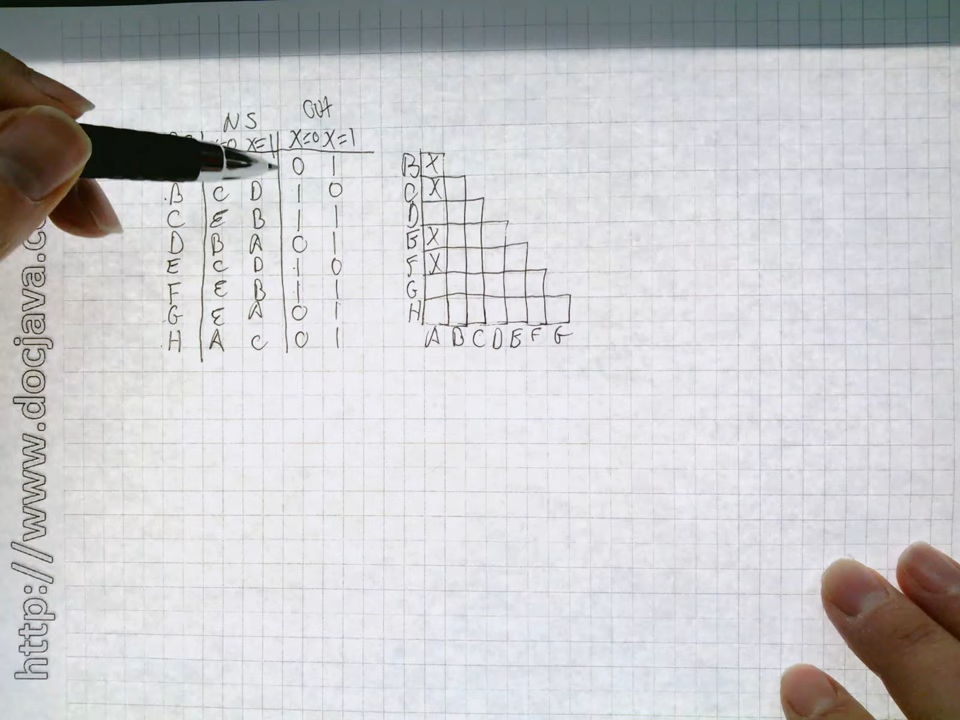 NS OUT
X=1 X=0 X=1
0 1
B C D 1 0
C E B 1 1
D B A 0 1
E C D 1 0
F E B 1 1
G E A 0 1
H A C 0 1
B X
C X
D
E X
F X
G
H
A B C D E F G
http://www.docjava.c